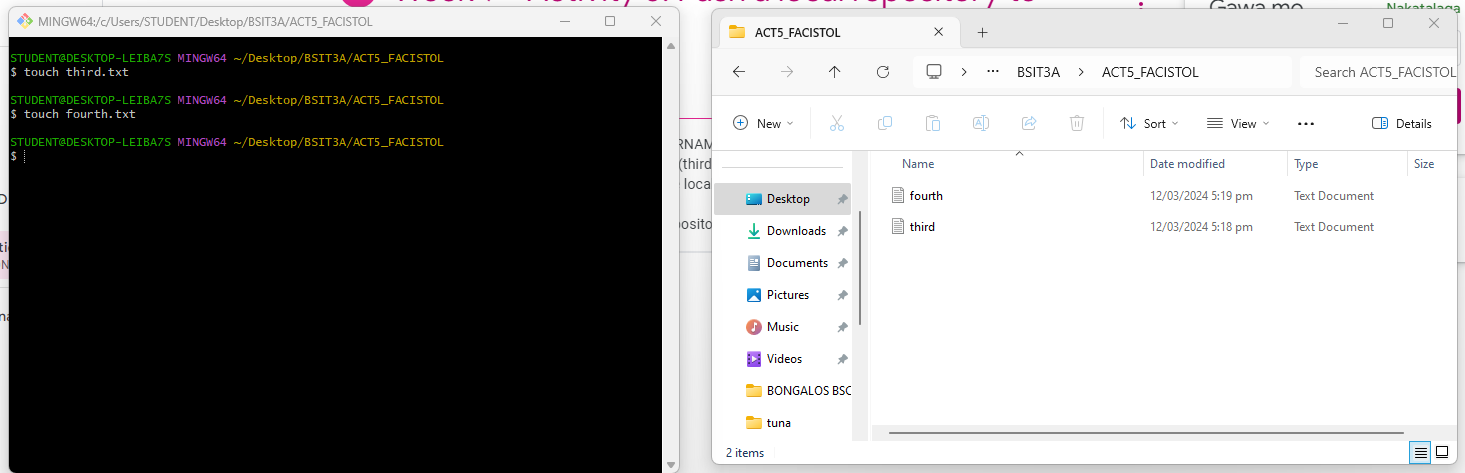 MINGW64:/c/Users/STUDENT/Desktop/BSIT3A/ACT5_FACISTOL
STUDENT@DESKTOP-LEIBA7S MINGW64 ~/Desktop/BSIT3A/ACT5_FACISTOL
$ touch third.txt
STUDENT@DESKTOP-LEIBA7S MINGW64 ~/Desktop/BSIT3A/ACT5_FACISTOL
$ touch fourth.txt
STUDENT@DESKTOP-LEIBA7S MINGW64 ~/Desktop/BSIT3A/ACT5_FACISTOL
$
Gawa mo
Nakatalaga
(third
loca
ACT5_FACISTOL
BSIT3A > ACT5_FACISTOL
Search ACT5_FACISTOL
New
Sort
View
Details
Name Date modified Type Size
fourth 12/03/2024 5:19 pm Text Document
third 12/03/2024 5:18 pm Text Document
Desktop
Downloads
Documents
Pictures
Music
Videos
BONGALOS BSC
tuna
2 items